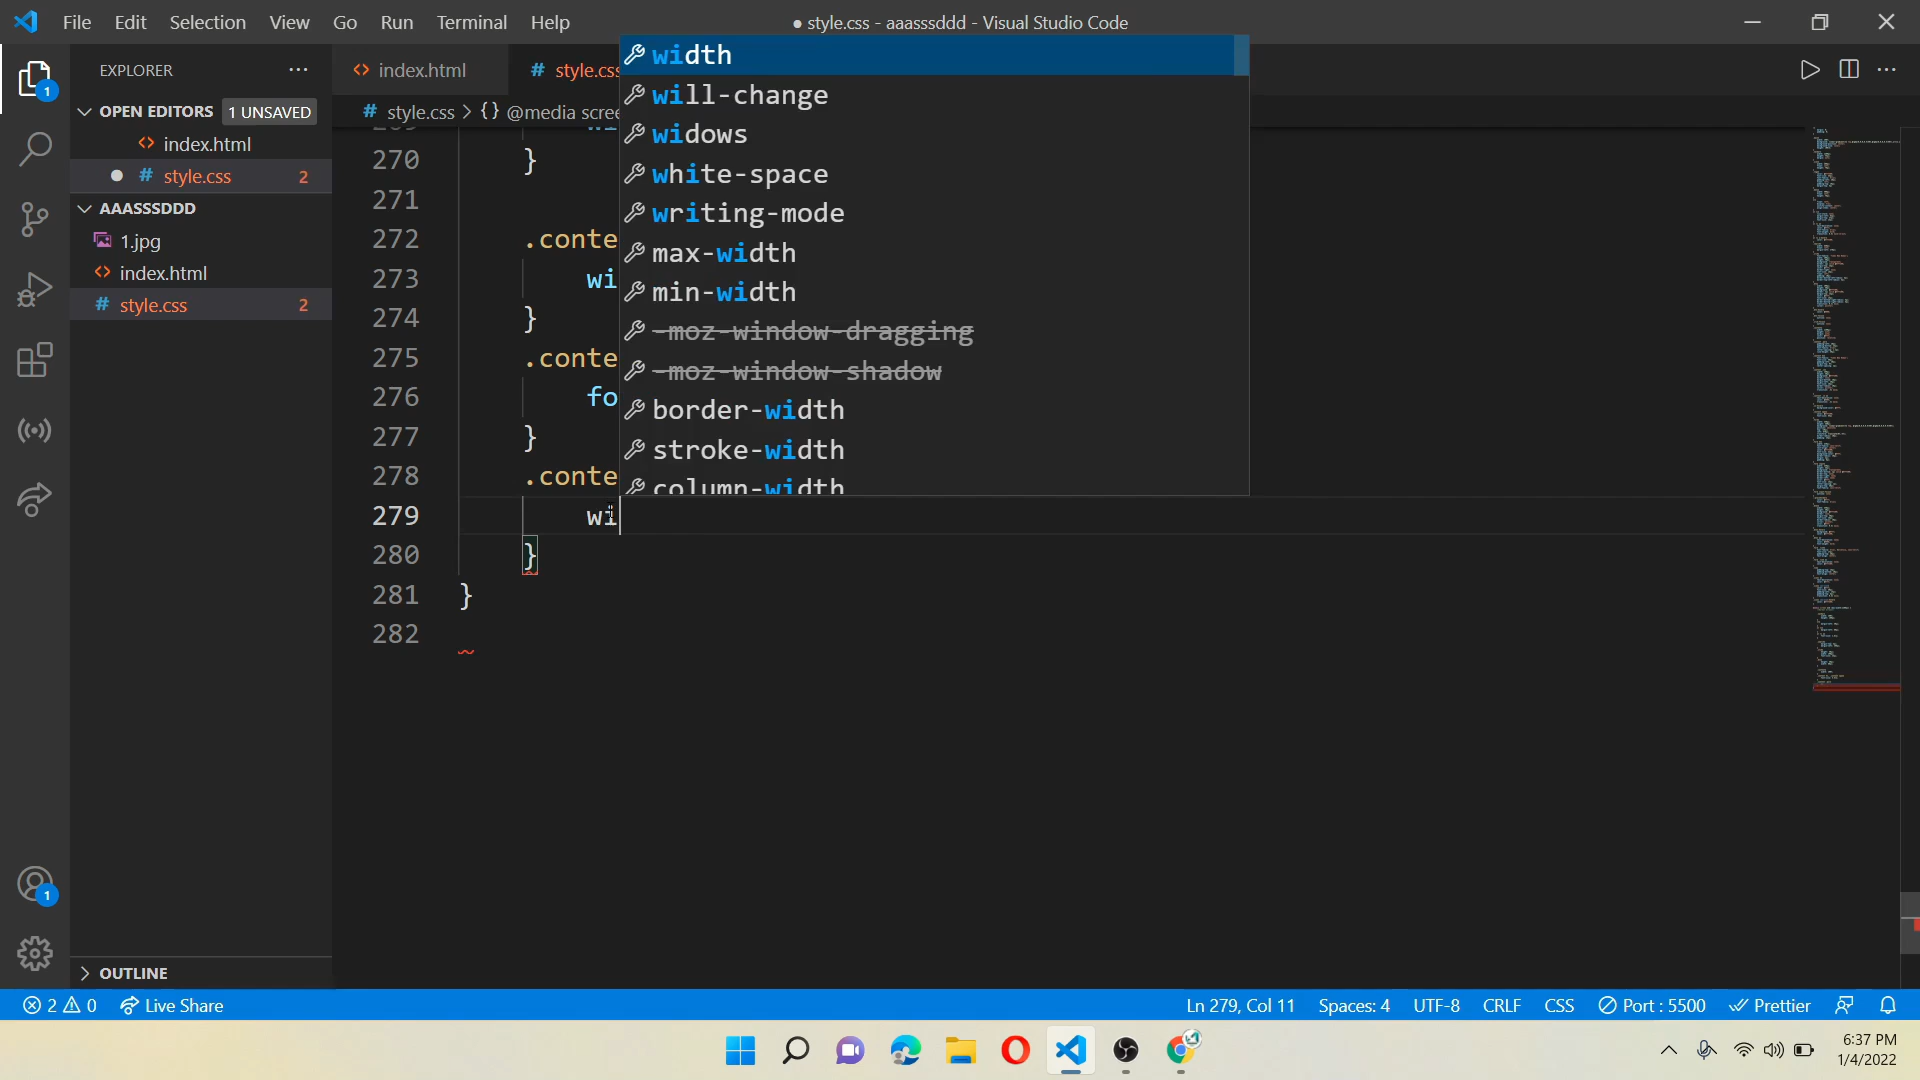 File Edit Selection View Go Run Terminal Help
● style.css - aaasssddd - Visual Studio Code
EXPLORER
index.html
style.css
OPEN EDITORS 1 UNSAVED
index.html
style.css 2
AAASSSDDD
1.jpg
index.html
style.css 2
style.css > {} @media scree
270 }
271
272 .conte
273 wi
274 }
275 .conte
276 fo
277 }
278 .conte
279 wi
280 }
281 }
282
width
will-change
widows
white-space
writing-mode
max-width
min-width
-moz-window-dragging
-moz-window-shadow
border-width
stroke-width
column-width
OUTLINE
2 0 Live Share
Ln 279, Col 11 Spaces: 4 UTF-8 CRLF CSS Port : 5500 Prettier
1
1
6:37 PM
1/4/2022